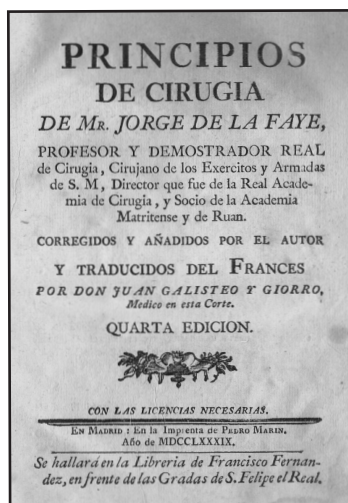 PRINCIPIOS
DE CIRUGIA
DE MR. JORGE DE LA FAYE,
PROFESOR Y DEMOSTRADOR REAL
de Cirugia, Cirujano de los Exercitos y Armadas
de S. M, Director que fue de la Real Acade-
mia de Cirugia, y Socio de la Academia
Matritense y de Ruan.
CORREGIDOS Y AÑADIDOS POR EL AUTOR
Y TRADUCIDOS DEL FRANCES
POR DON JUAN GALISTEO Y GIORRO,
Medico en esta Corte.
QUARTA EDICION.
CON LAS LICENCIAS NECESARIAS.
EN MADRID : En la Imprenta de PEDRO MARIN.
Año de MDCCLXXXIX.
Se hallará en la Libreria de Francisco Fernan-
dez, en frente de las Gradas de S. Felipe el Real.